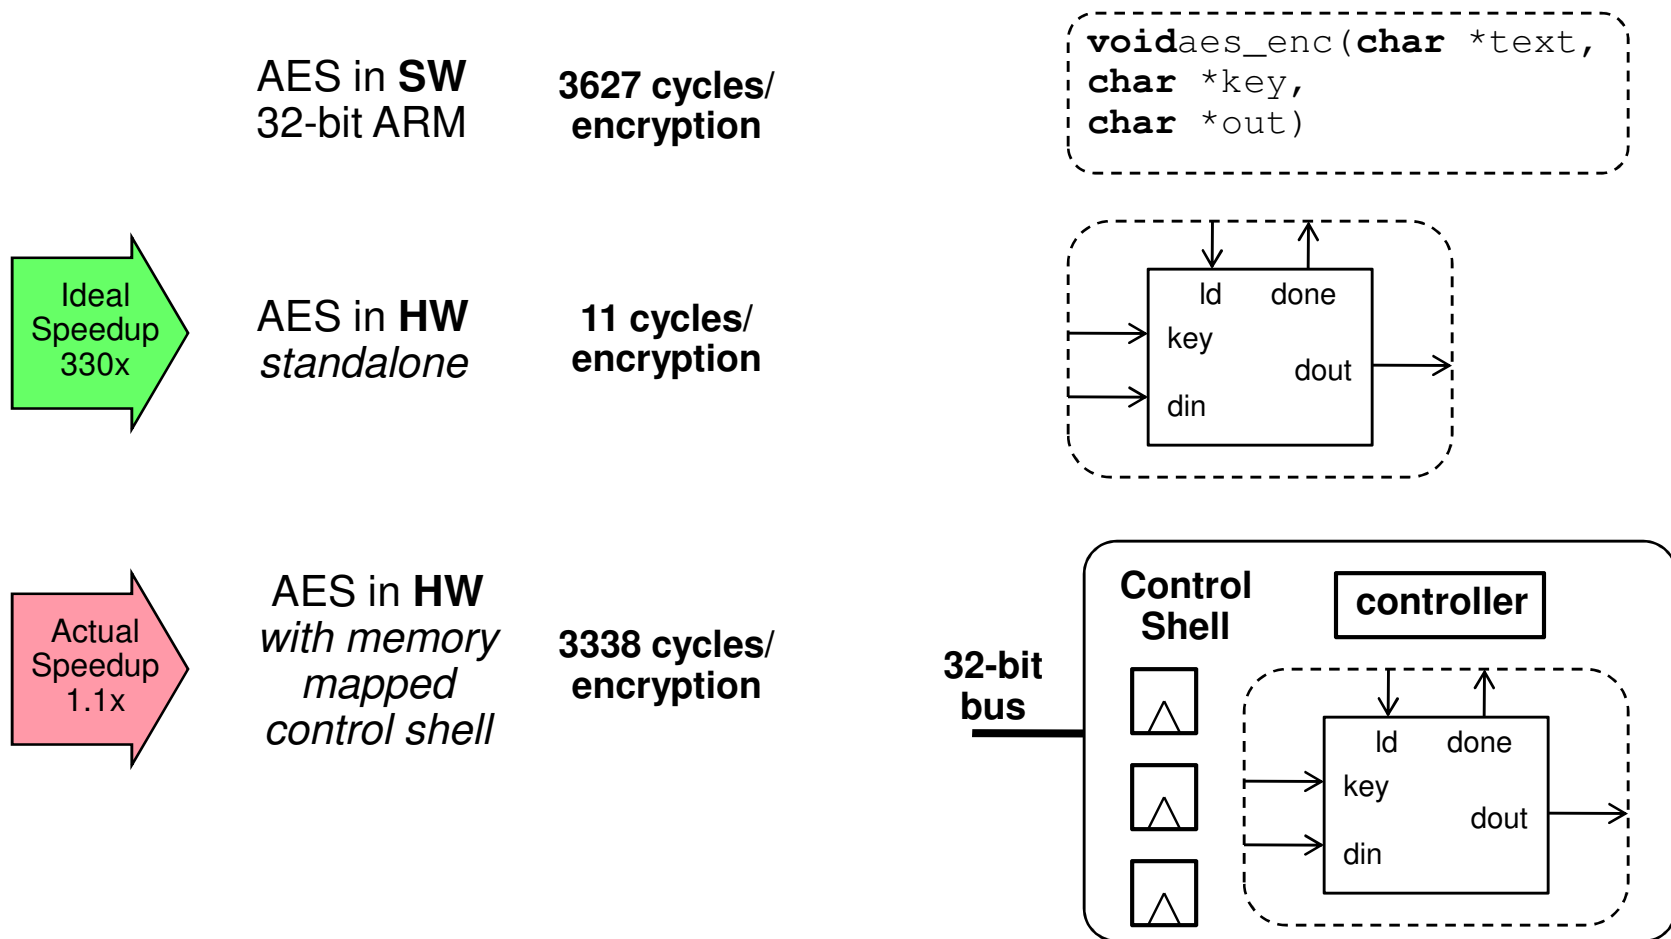 AES in SW
32-bit ARM
3627 cycles/
encryption
voidaes_enc(char *text,
char *key,
char *out)
Ideal
Speedup
330x
AES in HW
standalone
11 cycles/
encryption
ld done
key
dout
din
Actual
Speedup
1.1x
AES in HW
with memory
mapped
control shell
3338 cycles/
encryption
32-bit
bus
Control
Shell
controller
ld done
key
dout
din